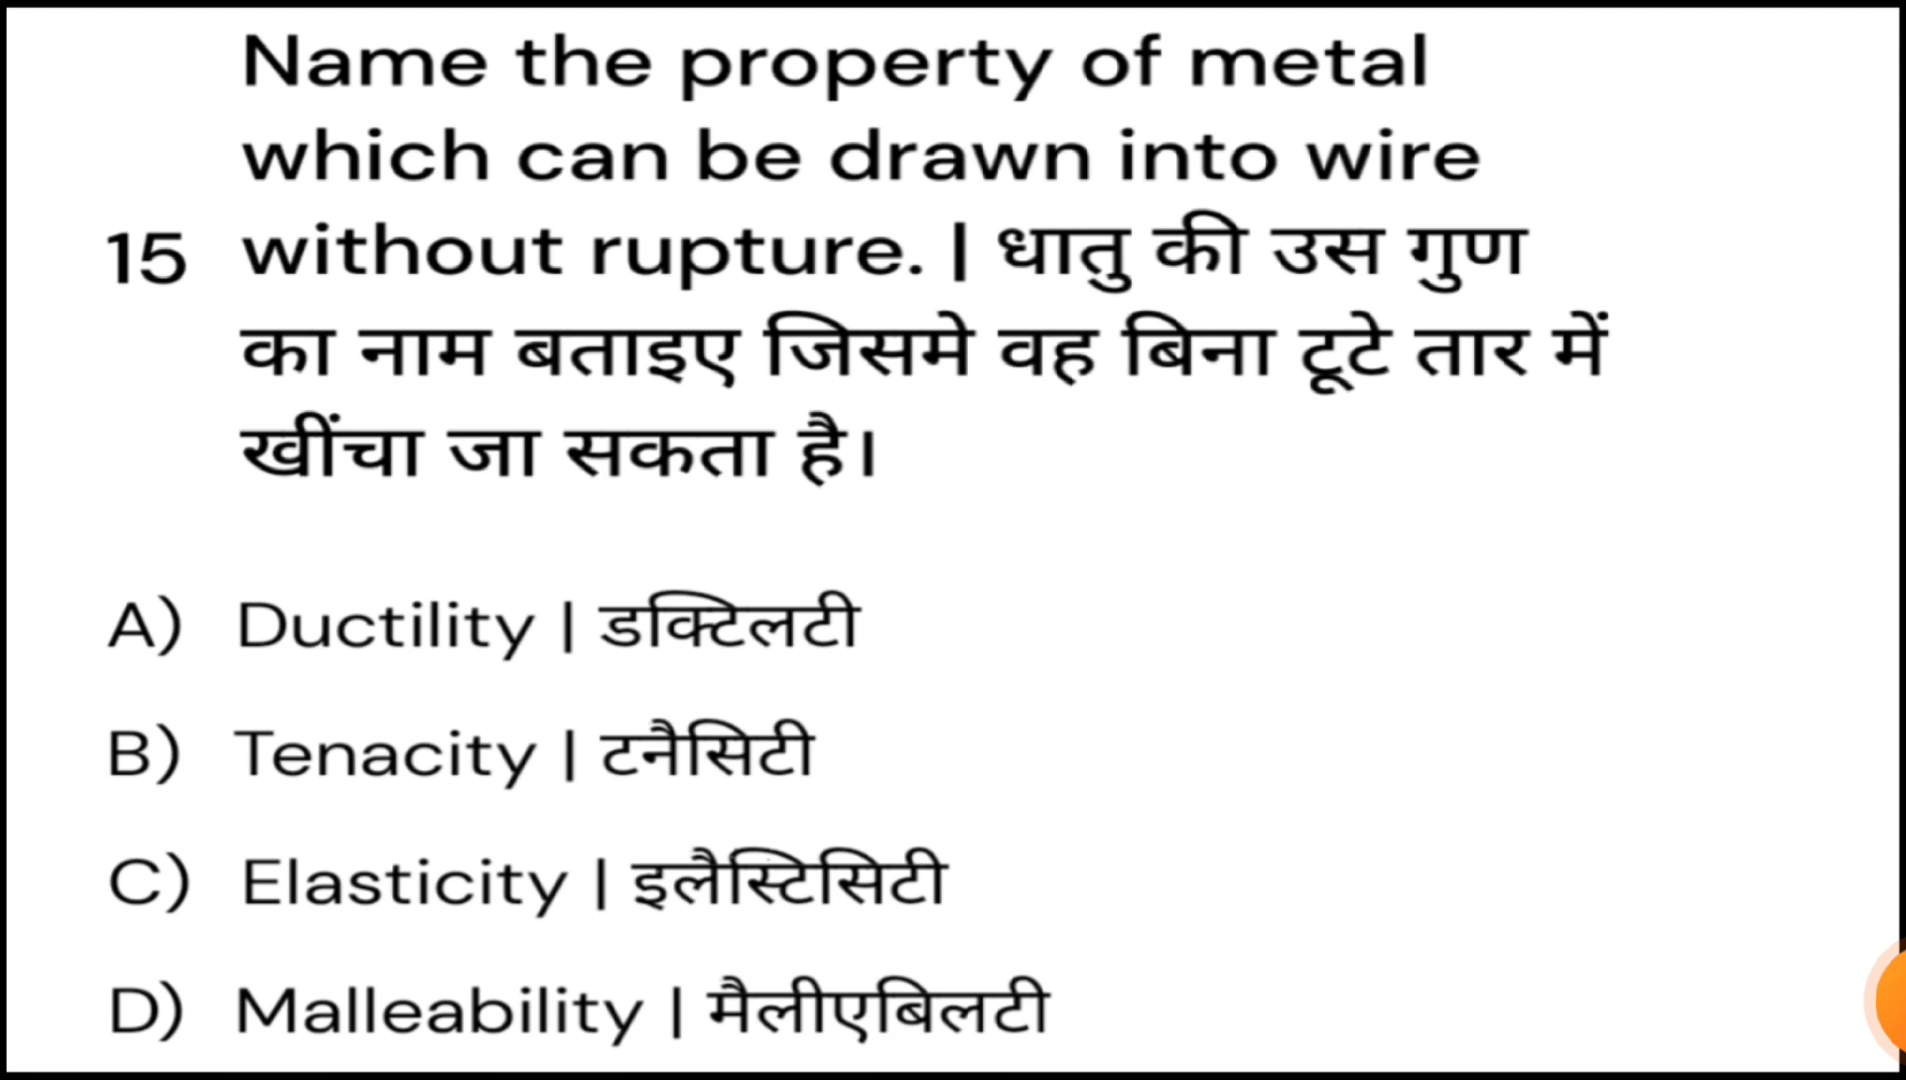 Name the property of metal
which can be drawn into wire
15 without rupture. | धातु की उस गुण
का नाम बताइए जिसमे वह बिना टूटे तार में
खींचा जा सकता है।
A) Ductility | डक्टिलटी
B) Tenacity | टनैसिटी
C) Elasticity | इलैस्टिसिटी
D) Malleability | मैलीएबिलटी